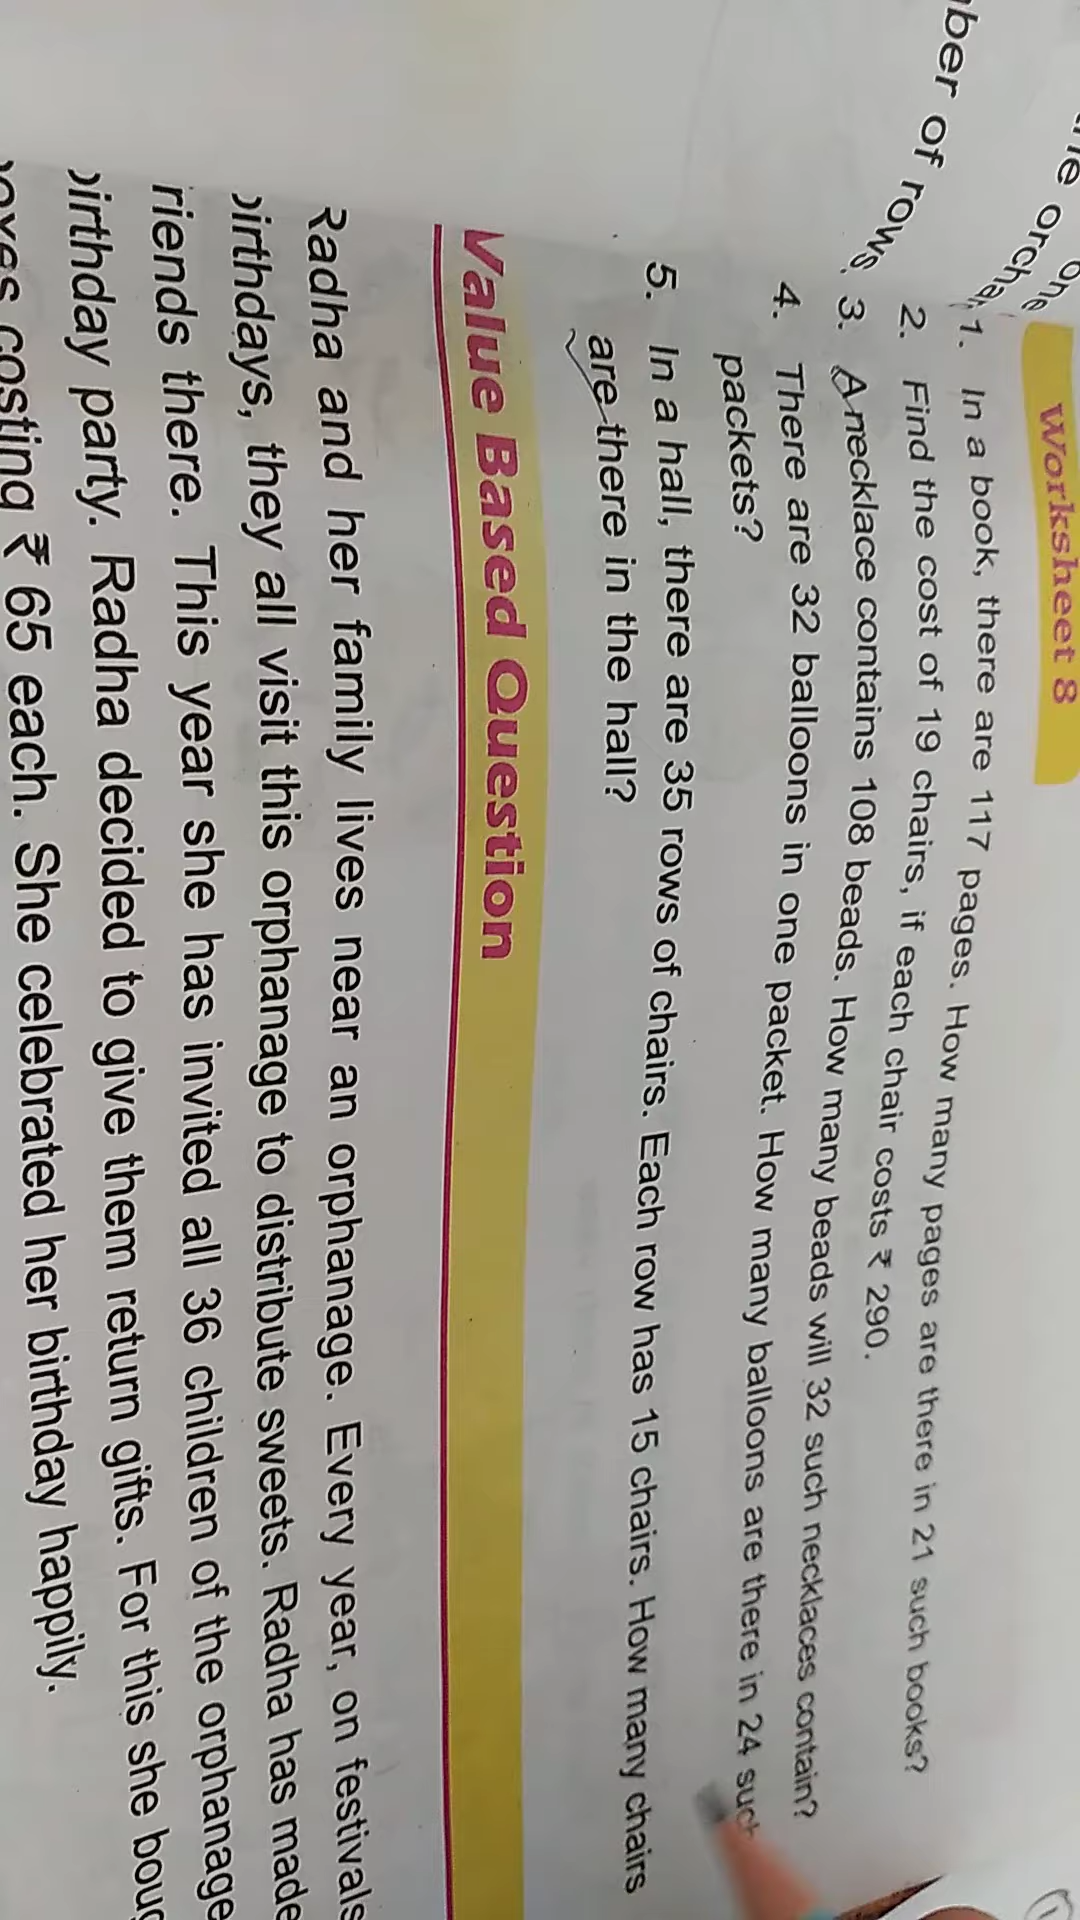 ber of rows.
Worksheet 8
1. In a book, there are 117 pages. How many pages are there in 21 such books?
2. Find the cost of 19 chairs, if each chair costs ₹ 290.
3. A necklace contains 108 beads. How many beads will 32 such necklaces contain?
4. There are 32 balloons in one packet. How many balloons are there in 24 such
packets?
5. In a hall, there are 35 rows of chairs. Each row has 15 chairs. How many chairs
are there in the hall?
Value Based Question
Radha and her family lives near an orphanage. Every year, on festivals
birthdays, they all visit this orphanage to distribute sweets. Radha has made
riends there. This year she has invited all 36 children of the orphanage
birthday party. Radha decided to give them return gifts. For this she boug
oxes costing ₹ 65 each. She celebrated her birthday happily.